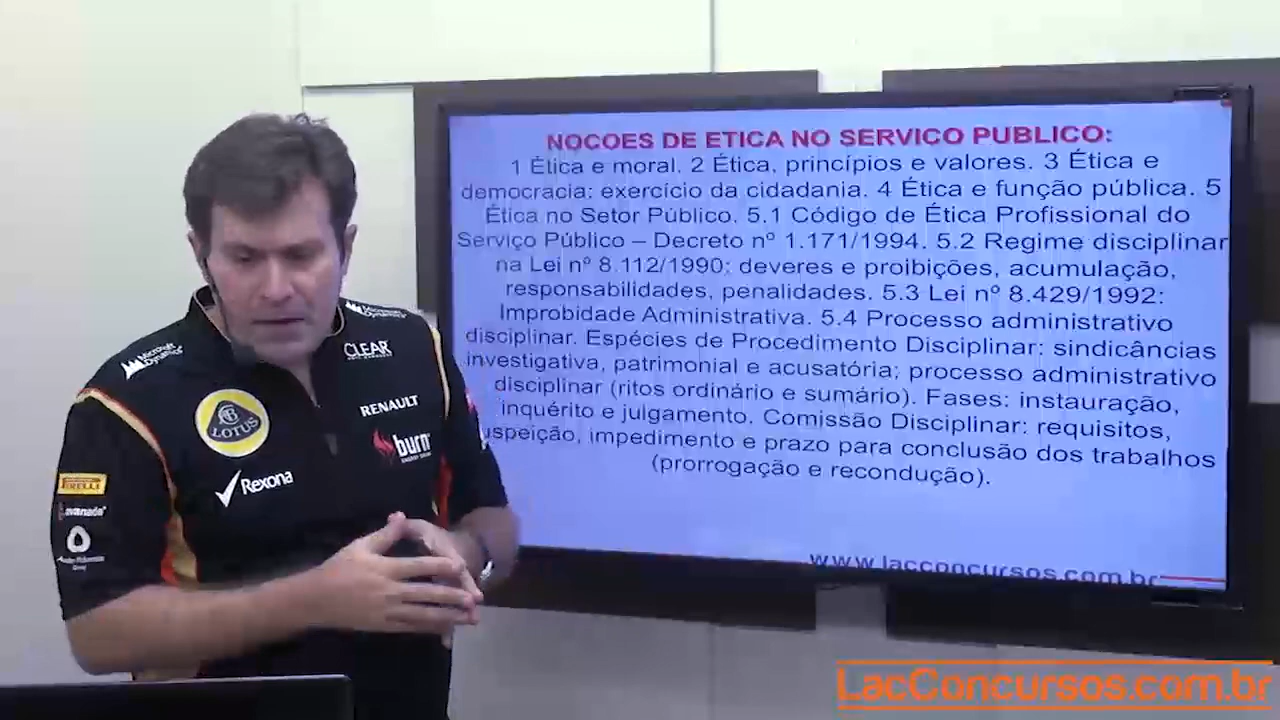 NOCOES DE ETICA NO SERVICO PUBLICO:
1 Ética e moral. 2 Ética, princípios e valores. 3 Ética e
democracia: exercício da cidadania. 4 Ética e função pública. 5
Ética no Setor Público. 5.1 Código de Ética Profissional do
Serviço Público – Decreto nº 1.171/1994. 5.2 Regime disciplinar
na Lei nº 8.112/1990: deveres e proibições, acumulação,
responsabilidades, penalidades. 5.3 Lei nº 8.429/1992:
Improbidade Administrativa. 5.4 Processo administrativo
disciplinar. Espécies de Procedimento Disciplinar: sindicâncias
investigativa, patrimonial e acusatória; processo administrativo
disciplinar (ritos ordinário e sumário). Fases: instauração,
inquérito e julgamento. Comissão Disciplinar: requisitos,
uspeição, impedimento e prazo para conclusão dos trabalhos
(prorrogação e recondução).
www.lacconcursos.com.br
Microsoft Dynamics
CLEAR
LOTUS
RENAULT
burn
Rexona
PIRELLI
avanade
LacConcursos.com.br